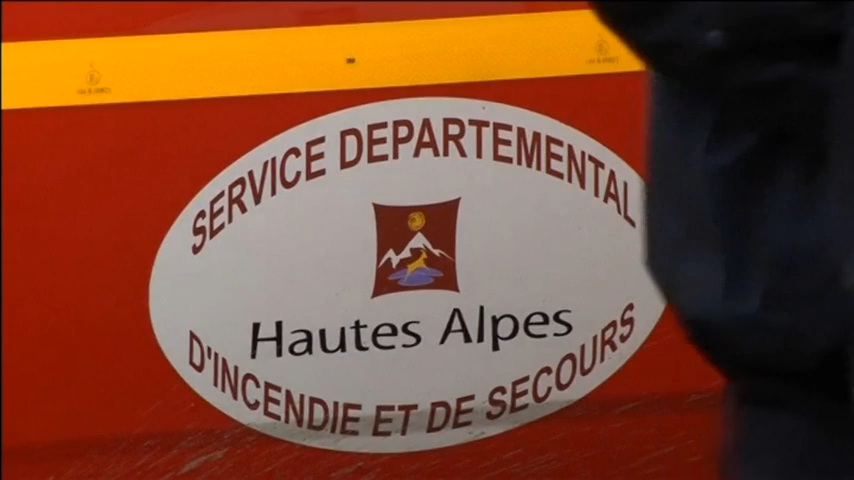 SERVICE DEPARTEMENTAL
Hautes Alpes
D'INCENDIE ET DE SECOURS